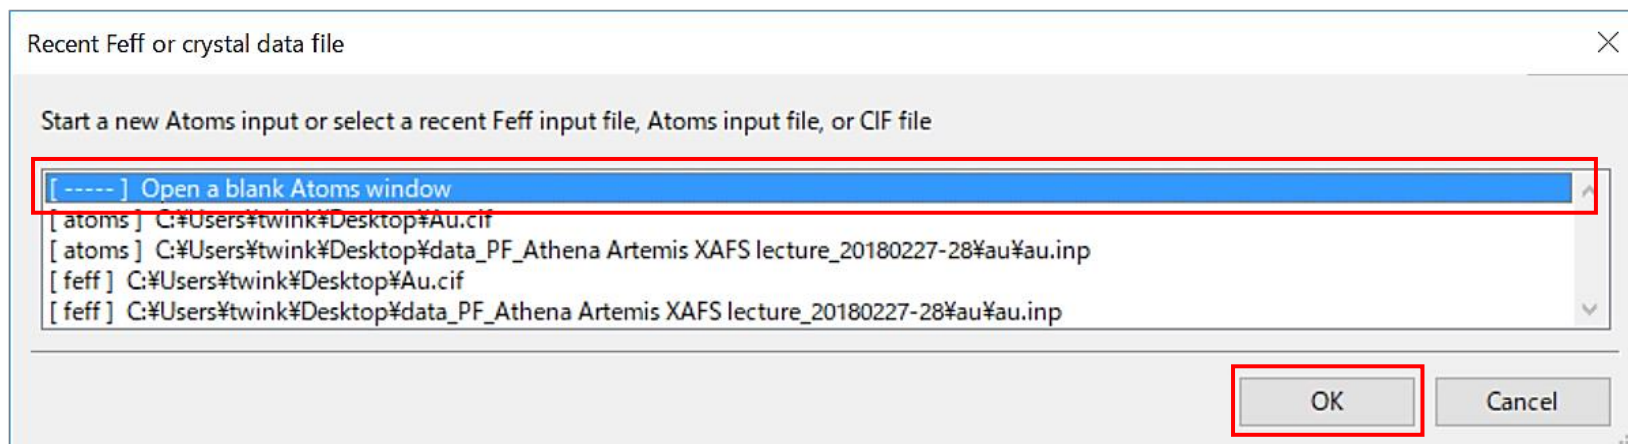 Recent Feff or crystal data file
Start a new Atoms input or select a recent Feff input file, Atoms input file, or CIF file
[ ----- ]  Open a blank Atoms window
[ atoms ]  C:¥Users¥twink¥Desktop¥Au.cif
[ atoms ]  C:¥Users¥twink¥Desktop¥data_PF_Athena Artemis XAFS lecture_20180227-28¥au¥au.inp
[ feff ]  C:¥Users¥twink¥Desktop¥Au.cif
[ feff ]  C:¥Users¥twink¥Desktop¥data_PF_Athena Artemis XAFS lecture_20180227-28¥au¥au.inp
OK Cancel